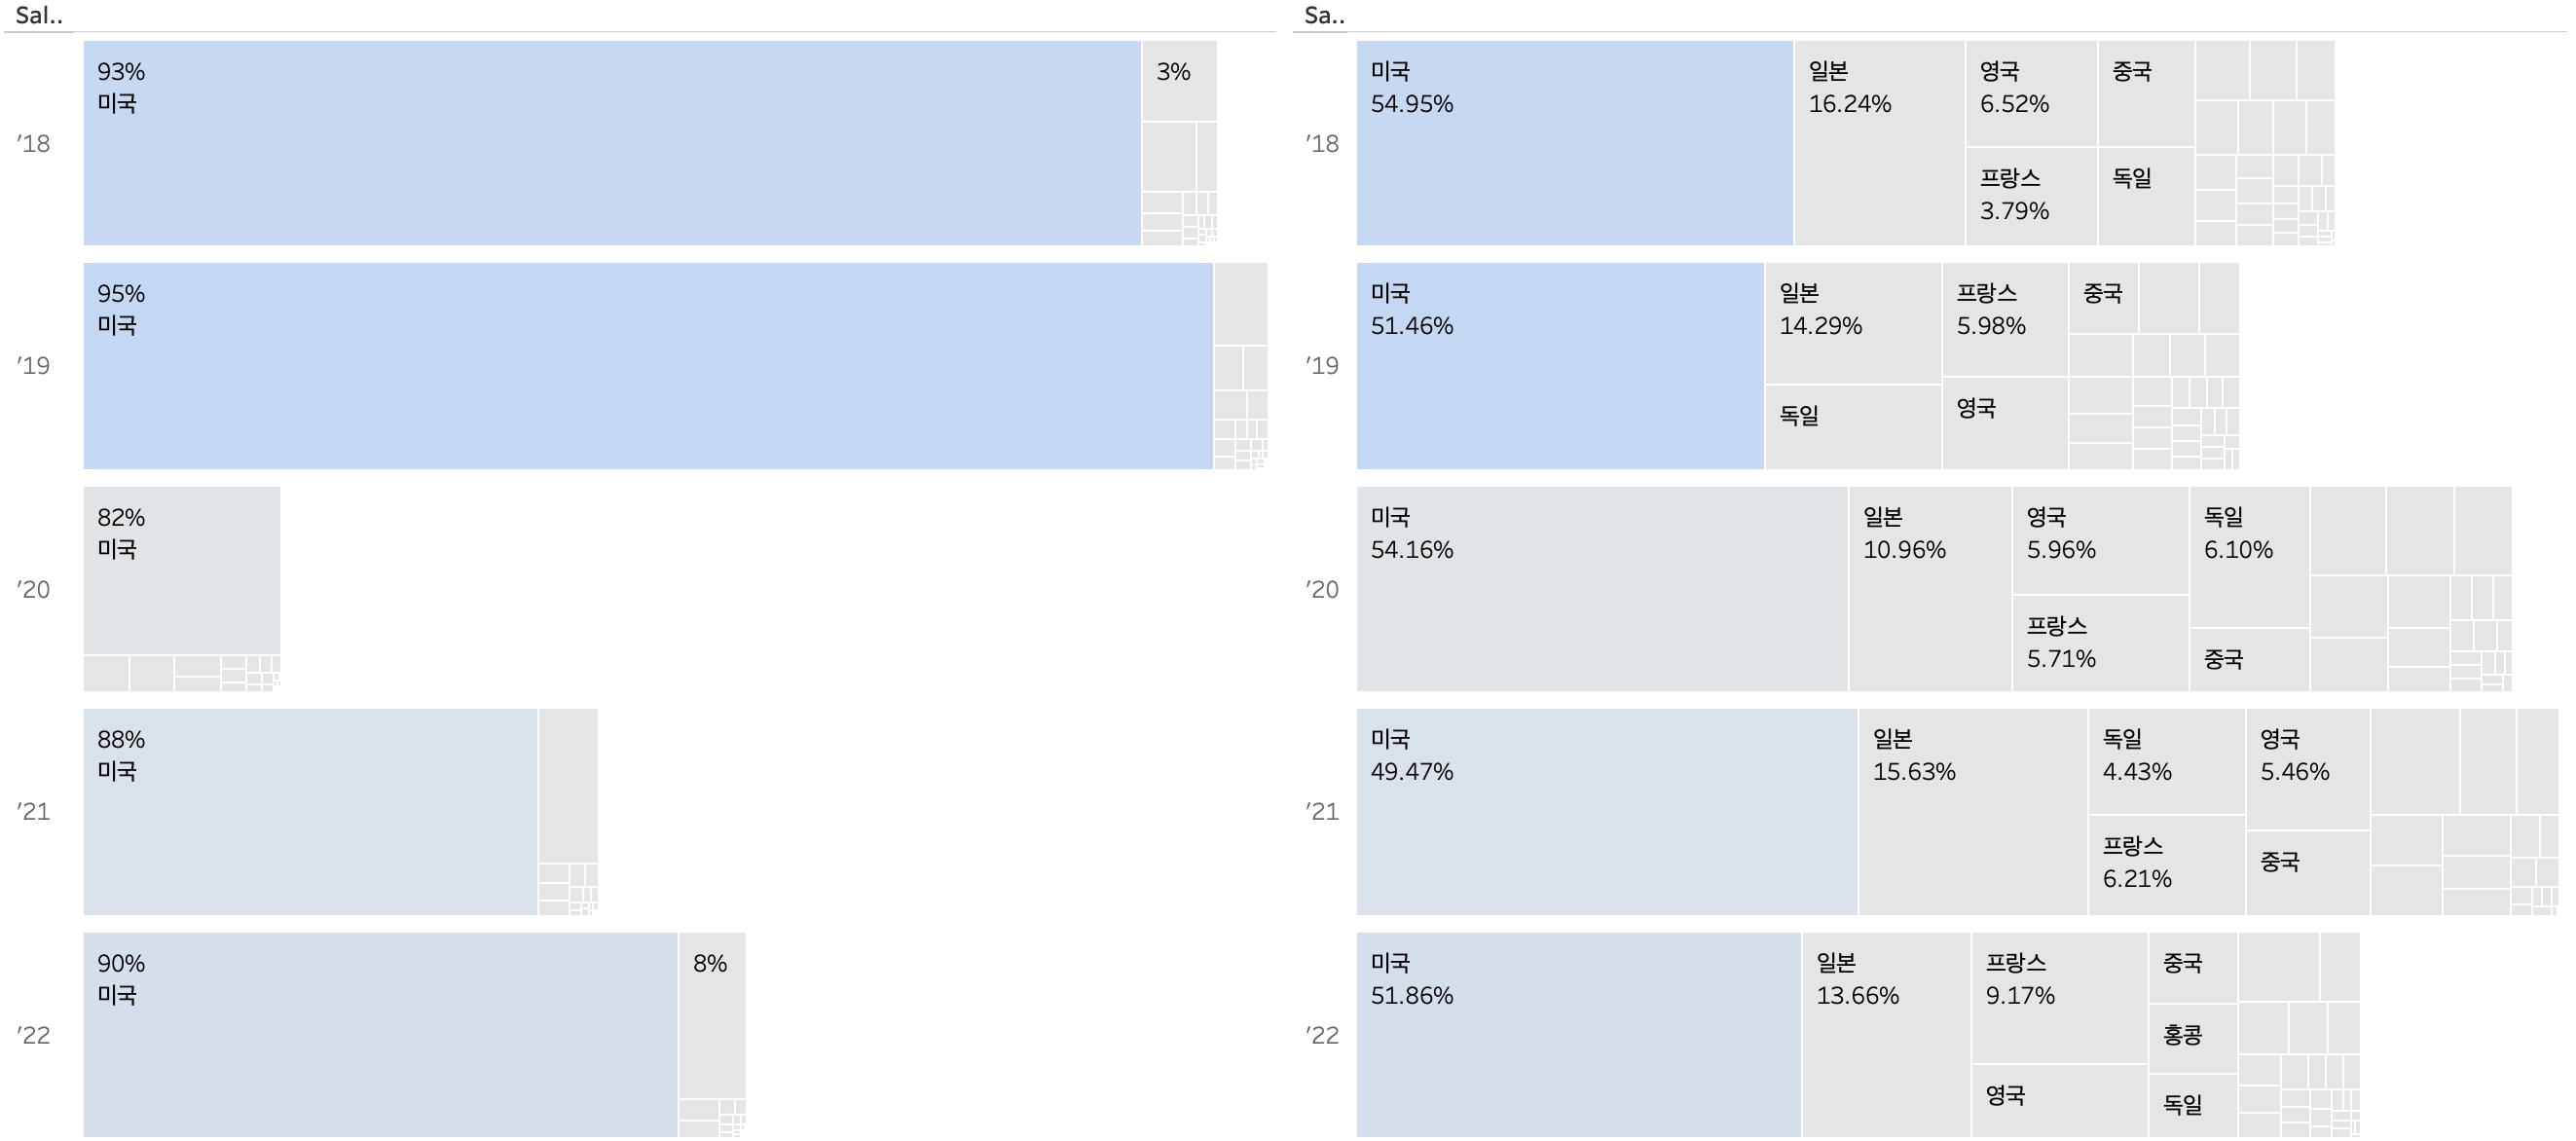 Sal..
’18
93%
미국
3%
’19
95%
미국
’20
82%
미국
’21
88%
미국
’22
90%
미국
8%
Sa..
’18
미국
54.95%
일본
16.24%
영국
6.52%
중국
프랑스
3.79%
독일
’19
미국
51.46%
일본
14.29%
독일
프랑스
5.98%
영국
중국
’20
미국
54.16%
일본
10.96%
영국
5.96%
프랑스
5.71%
독일
6.10%
중국
’21
미국
49.47%
일본
15.63%
독일
4.43%
프랑스
6.21%
영국
5.46%
중국
’22
미국
51.86%
일본
13.66%
프랑스
9.17%
영국
중국
홍콩
독일